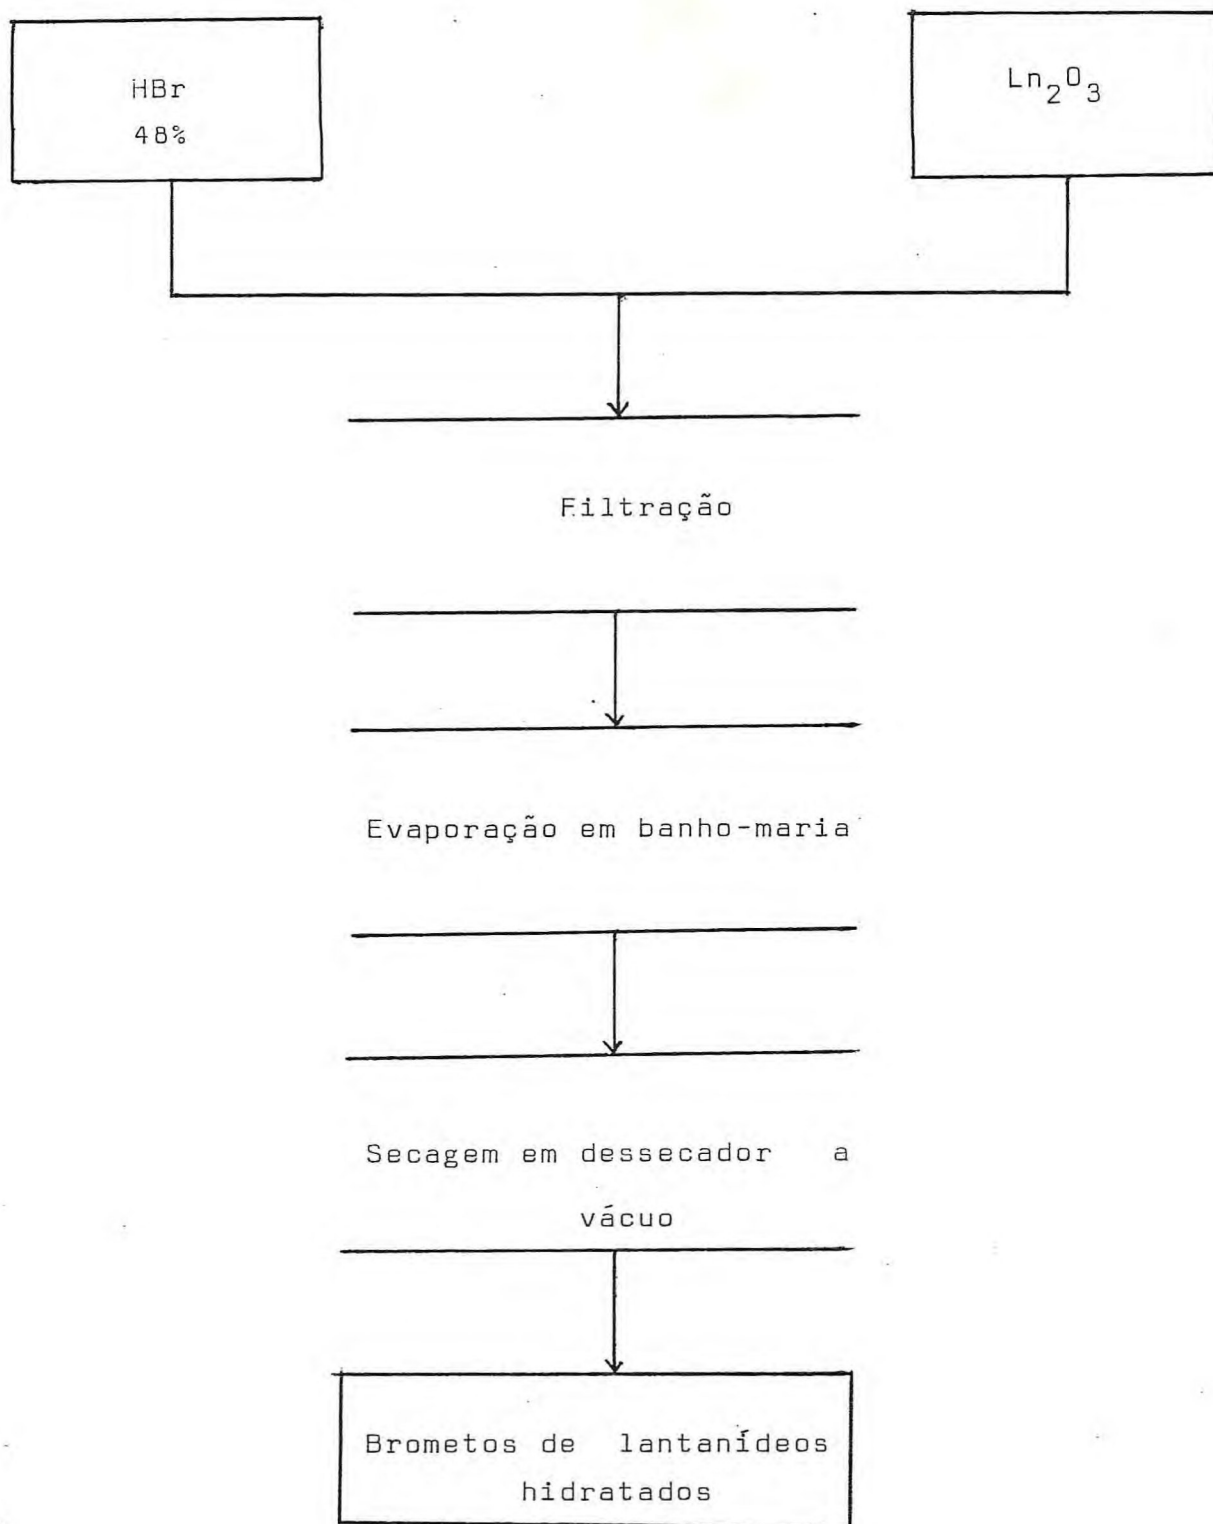 HBr
48%
Ln₂O₃
Filtração
Evaporação em banho-maria
Secagem em dessecador a
vácuo
Brometos de lantanídeos
hidratados